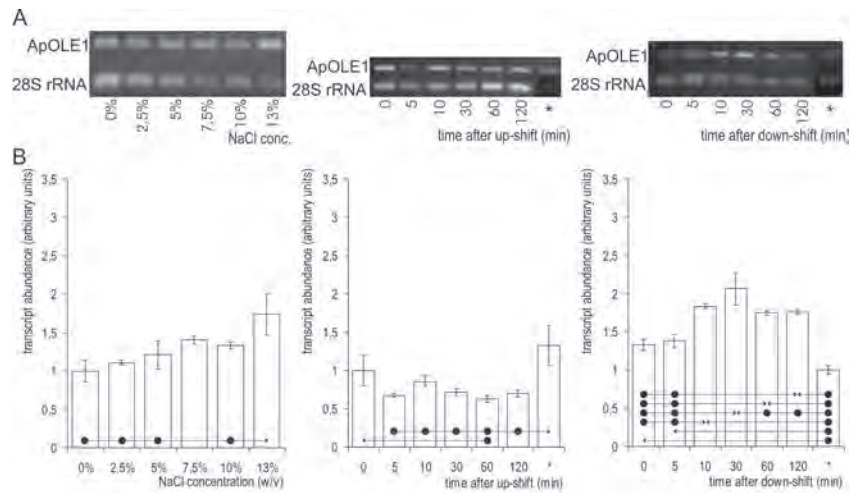 A
ApOLE1
28S rRNA
0% 2,5% 5% 7,5% 10% 13%
NaCl conc.
ApOLE1
28S rRNA
0 5 10 30 60 120 *
time after up-shift (min)
ApOLE1
28S rRNA
0 5 10 30 60 120 *
time after down-shift (min)
B
transcript abundance (arbitrary units)
3,5
3
2,5
2
1,5
1
0,5
0
0% 2,5% 5% 7,5% 10% 13%
NaCl concentration (w/v)
transcript abundance (arbitrary units)
3,5
3
2,5
2
1,5
1
0,5
0
0 5 10 30 60 120 *
time after up-shift (min)
transcript abundance (arbitrary units)
3,5
3
2,5
2
1,5
1
0,5
0
0 5 10 30 60 120 *
time after down-shift (min)